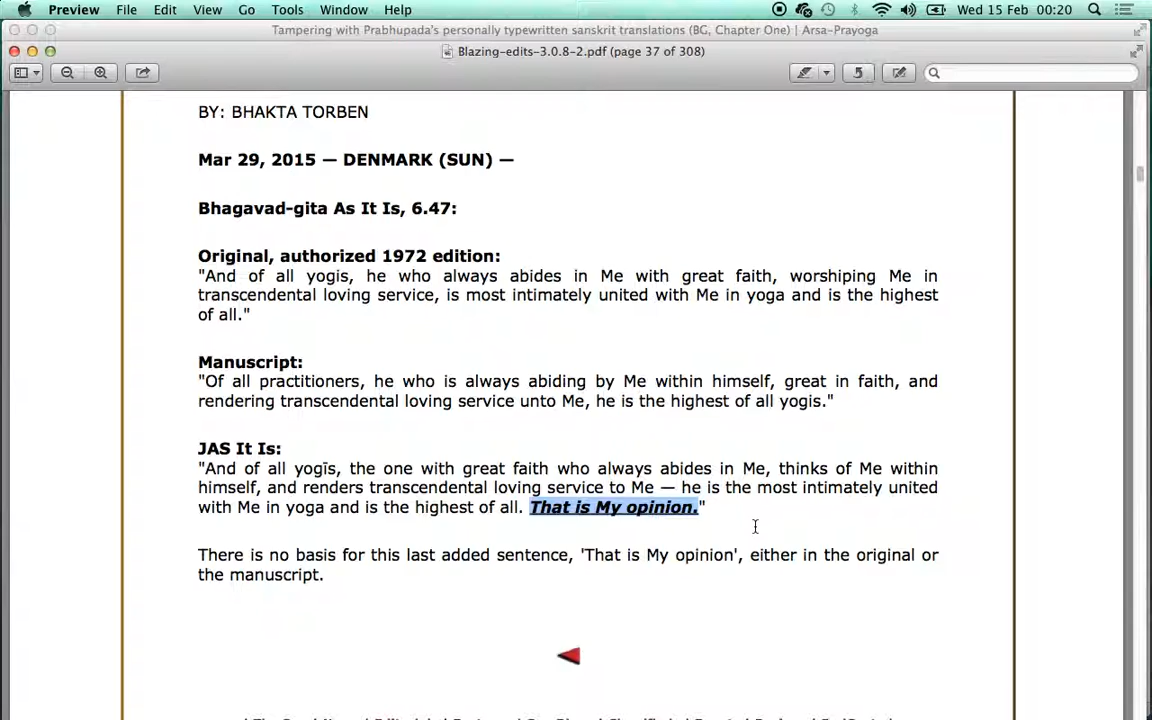 Preview File Edit View Go Tools Window Help Wed 15 Feb 00:20
Tampering with Prabhupada's personally typewritten sanskrit translations (BG, Chapter One) | Arsa-Prayoga
Blazing-edits-3.0.8-2.pdf (page 37 of 308)
BY: BHAKTA TORBEN
Mar 29, 2015 — DENMARK (SUN) —
Bhagavad-gita As It Is, 6.47:
Original, authorized 1972 edition:
"And of all yogis, he who always abides in Me with great faith, worshiping Me in
transcendental loving service, is most intimately united with Me in yoga and is the highest
of all."
Manuscript:
"Of all practitioners, he who is always abiding by Me within himself, great in faith, and
rendering transcendental loving service unto Me, he is the highest of all yogis."
JAS It Is:
"And of all yogīs, the one with great faith who always abides in Me, thinks of Me within
himself, and renders transcendental loving service to Me — he is the most intimately united
with Me in yoga and is the highest of all. That is My opinion."
There is no basis for this last added sentence, 'That is My opinion', either in the original or
the manuscript.